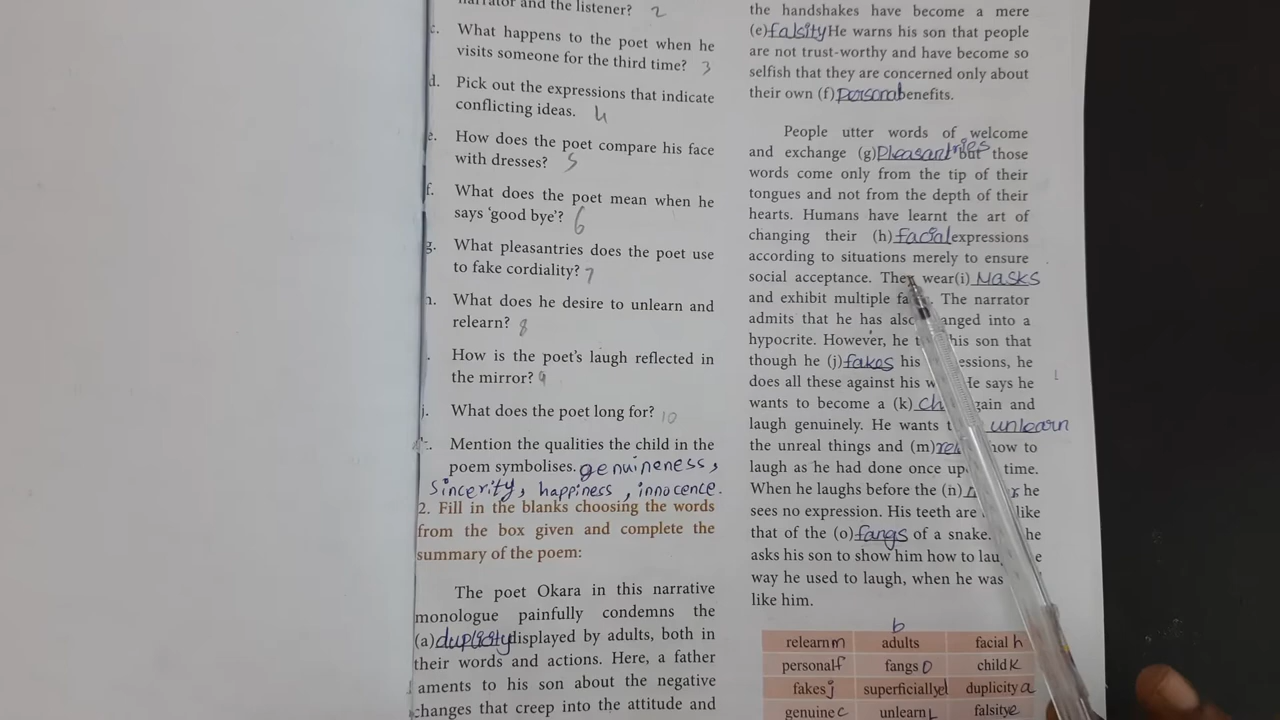 narrator and the listener? 2
c. What happens to the poet when he
visits someone for the third time? 3
d. Pick out the expressions that indicate
conflicting ideas. 4
e. How does the poet compare his face
with dresses? 5
f. What does the poet mean when he
says 'good bye'? 6
g. What pleasantries does the poet use
to fake cordiality? 7
h. What does he desire to unlearn and
relearn? 8
. How is the poet's laugh reflected in
the mirror? 9
j. What does the poet long for? 10
Mention the qualities the child in the
poem symbolises. genuineness,
sincerity, happiness, innocence.
2. Fill in the blanks choosing the words
from the box given and complete the
summary of the poem:
The poet Okara in this narrative
monologue painfully condemns the
(a) duplicity displayed by adults, both in
their words and actions. Here, a father
aments to his son about the negative
changes that creep into the attitude and
the handshakes have become a mere
(e) falsity He warns his son that people
are not trust-worthy and have become so
selfish that they are concerned only about
their own (f) personal benefits.
People utter words of welcome
and exchange (g) Pleasantries but those
words come only from the tip of their
tongues and not from the depth of their
hearts. Humans have learnt the art of
changing their (h) facial expressions
according to situations merely to ensure
social acceptance. They wear(i) Masks
and exhibit multiple The narrator
admits that he has also anged into a
hypocrite. However, he his son that
though he (j) fakes his essions, he
does all these against his He says he
wants to become a (k) ch gain and
laugh genuinely. He wants unlearn
the unreal things and (m) rel how to
laugh as he had done once up time.
When he laughs before the (n) he
sees no expression. His teeth are like
that of the (o) fangs of a snake. he
asks his son to show him how to lau
way he used to laugh, when he was
like him.
b
relearn m adults facial h
personal f fangs o child k
fakes j superficially d duplicity a
genuine c unlearn L falsity e